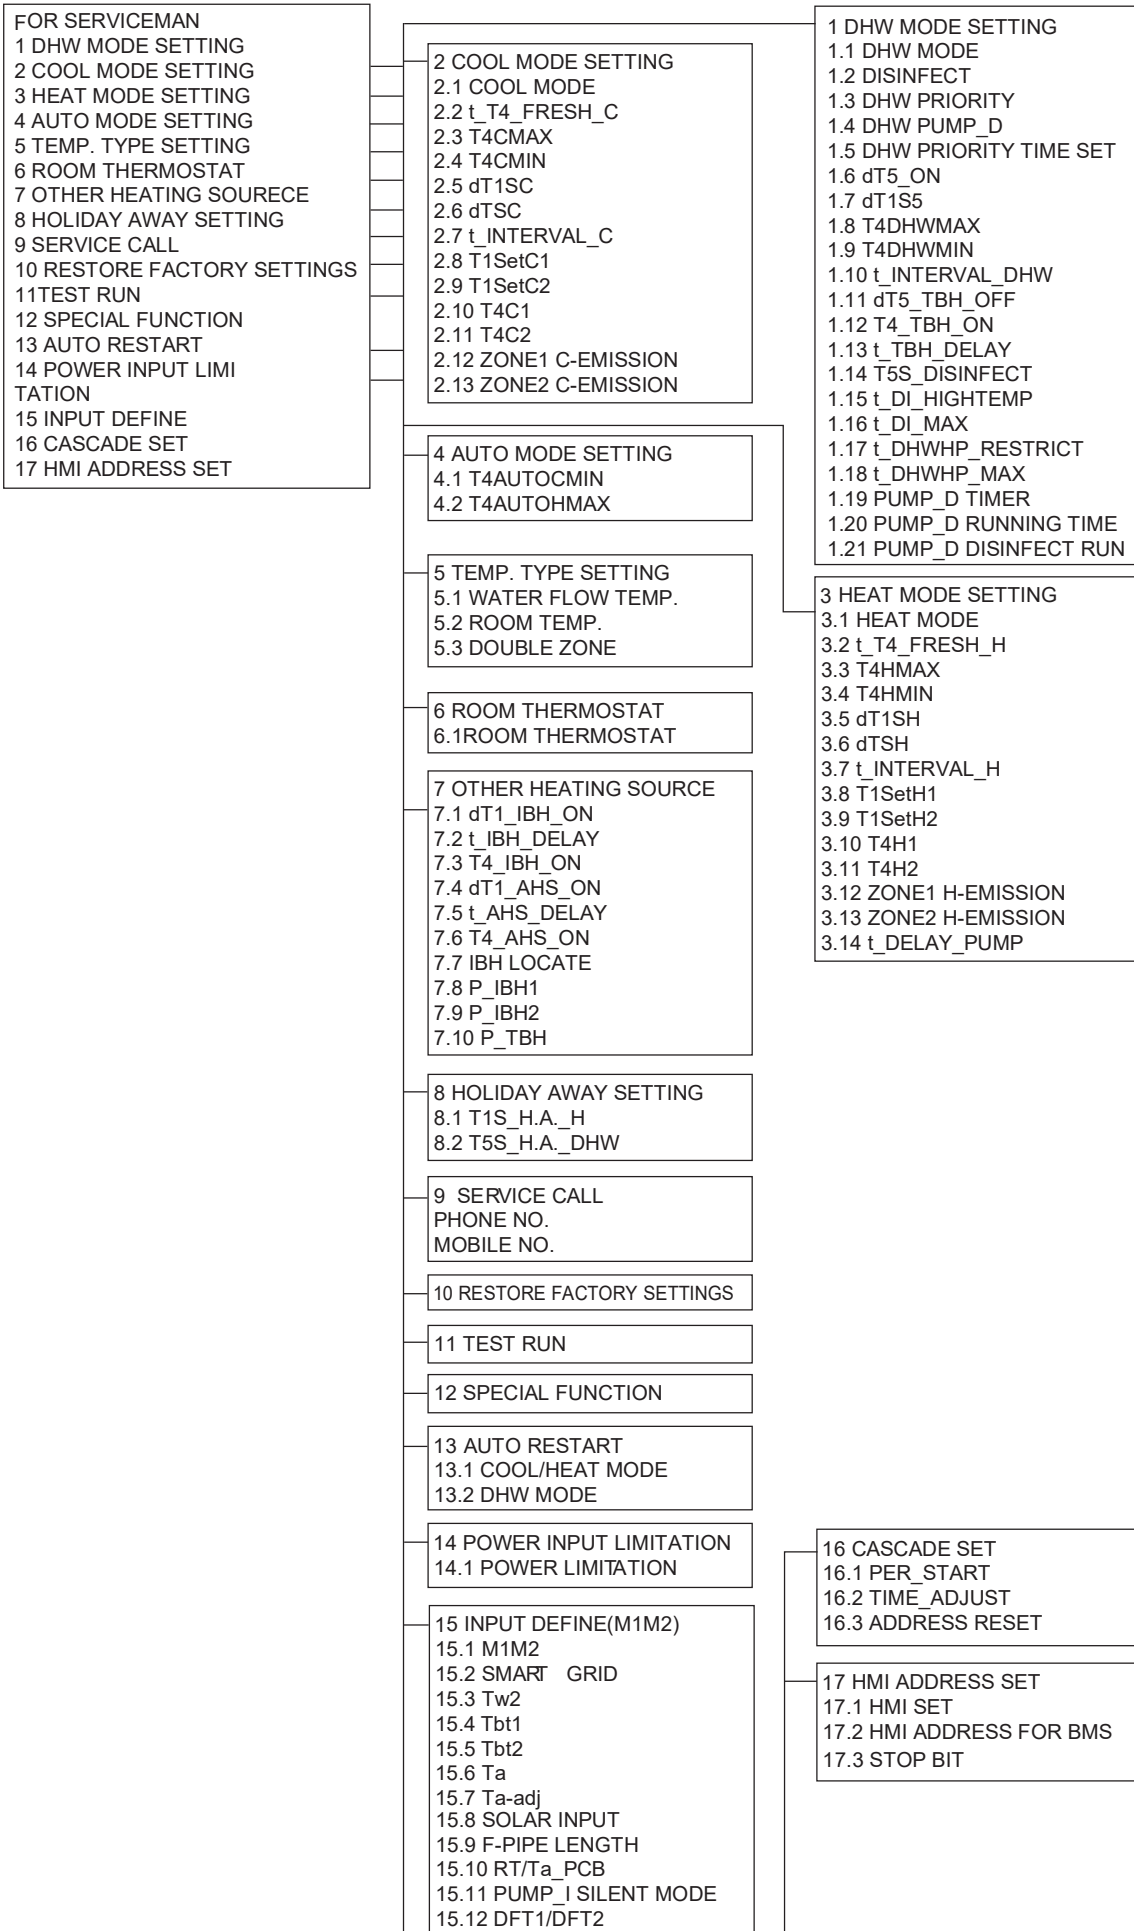 FOR SERVICEMAN
1 DHW MODE SETTING
2 COOL MODE SETTING
3 HEAT MODE SETTING
4 AUTO MODE SETTING
5 TEMP. TYPE SETTING
6 ROOM THERMOSTAT
7 OTHER HEATING SOURECE
8 HOLIDAY AWAY SETTING
9 SERVICE CALL
10 RESTORE FACTORY SETTINGS
11TEST RUN
12 SPECIAL FUNCTION
13 AUTO RESTART
14 POWER INPUT LIMI
TATION
15 INPUT DEFINE
16 CASCADE SET
17 HMI ADDRESS SET
1 DHW MODE SETTING
1.1 DHW MODE
1.2 DISINFECT
1.3 DHW PRIORITY
1.4 DHW PUMP_D
1.5 DHW PRIORITY TIME SET
1.6 dT5_ON
1.7 dT1S5
1.8 T4DHWMAX
1.9 T4DHWMIN
1.10 t_INTERVAL_DHW
1.11 dT5_TBH_OFF
1.12 T4_TBH_ON
1.13 t_TBH_DELAY
1.14 T5S_DISINFECT
1.15 t_DI_HIGHTEMP
1.16 t_DI_MAX
1.17 t_DHWHP_RESTRICT
1.18 t_DHWHP_MAX
1.19 PUMP_D TIMER
1.20 PUMP_D RUNNING TIME
1.21 PUMP_D DISINFECT RUN
2 COOL MODE SETTING
2.1 COOL MODE
2.2 t_T4_FRESH_C
2.3 T4CMAX
2.4 T4CMIN
2.5 dT1SC
2.6 dTSC
2.7 t_INTERVAL_C
2.8 T1SetC1
2.9 T1SetC2
2.10 T4C1
2.11 T4C2
2.12 ZONE1 C-EMISSION
2.13 ZONE2 C-EMISSION
3 HEAT MODE SETTING
3.1 HEAT MODE
3.2 t_T4_FRESH_H
3.3 T4HMAX
3.4 T4HMIN
3.5 dT1SH
3.6 dTSH
3.7 t_INTERVAL_H
3.8 T1SetH1
3.9 T1SetH2
3.10 T4H1
3.11 T4H2
3.12 ZONE1 H-EMISSION
3.13 ZONE2 H-EMISSION
3.14 t_DELAY_PUMP
4 AUTO MODE SETTING
4.1 T4AUTOCMIN
4.2 T4AUTOHMAX
5 TEMP. TYPE SETTING
5.1 WATER FLOW TEMP.
5.2 ROOM TEMP.
5.3 DOUBLE ZONE
6 ROOM THERMOSTAT
6.1ROOM THERMOSTAT
7 OTHER HEATING SOURCE
7.1 dT1_IBH_ON
7.2 t_IBH_DELAY
7.3 T4_IBH_ON
7.4 dT1_AHS_ON
7.5 t_AHS_DELAY
7.6 T4_AHS_ON
7.7 IBH LOCATE
7.8 P_IBH1
7.9 P_IBH2
7.10 P_TBH
8 HOLIDAY AWAY SETTING
8.1 T1S_H.A._H
8.2 T5S_H.A._DHW
9 SERVICE CALL
PHONE NO.
MOBILE NO.
10 RESTORE FACTORY SETTINGS
11 TEST RUN
12 SPECIAL FUNCTION
13 AUTO RESTART
13.1 COOL/HEAT MODE
13.2 DHW MODE
14 POWER INPUT LIMITATION
14.1 POWER LIMITATION
15 INPUT DEFINE(M1M2)
15.1 M1M2
15.2 SMART GRID
15.3 Tw2
15.4 Tbt1
15.5 Tbt2
15.6 Ta
15.7 Ta-adj
15.8 SOLAR INPUT
15.9 F-PIPE LENGTH
15.10 RT/Ta_PCB
15.11 PUMP_I SILENT MODE
15.12 DFT1/DFT2
16 CASCADE SET
16.1 PER_START
16.2 TIME_ADJUST
16.3 ADDRESS RESET
17 HMI ADDRESS SET
17.1 HMI SET
17.2 HMI ADDRESS FOR BMS
17.3 STOP BIT